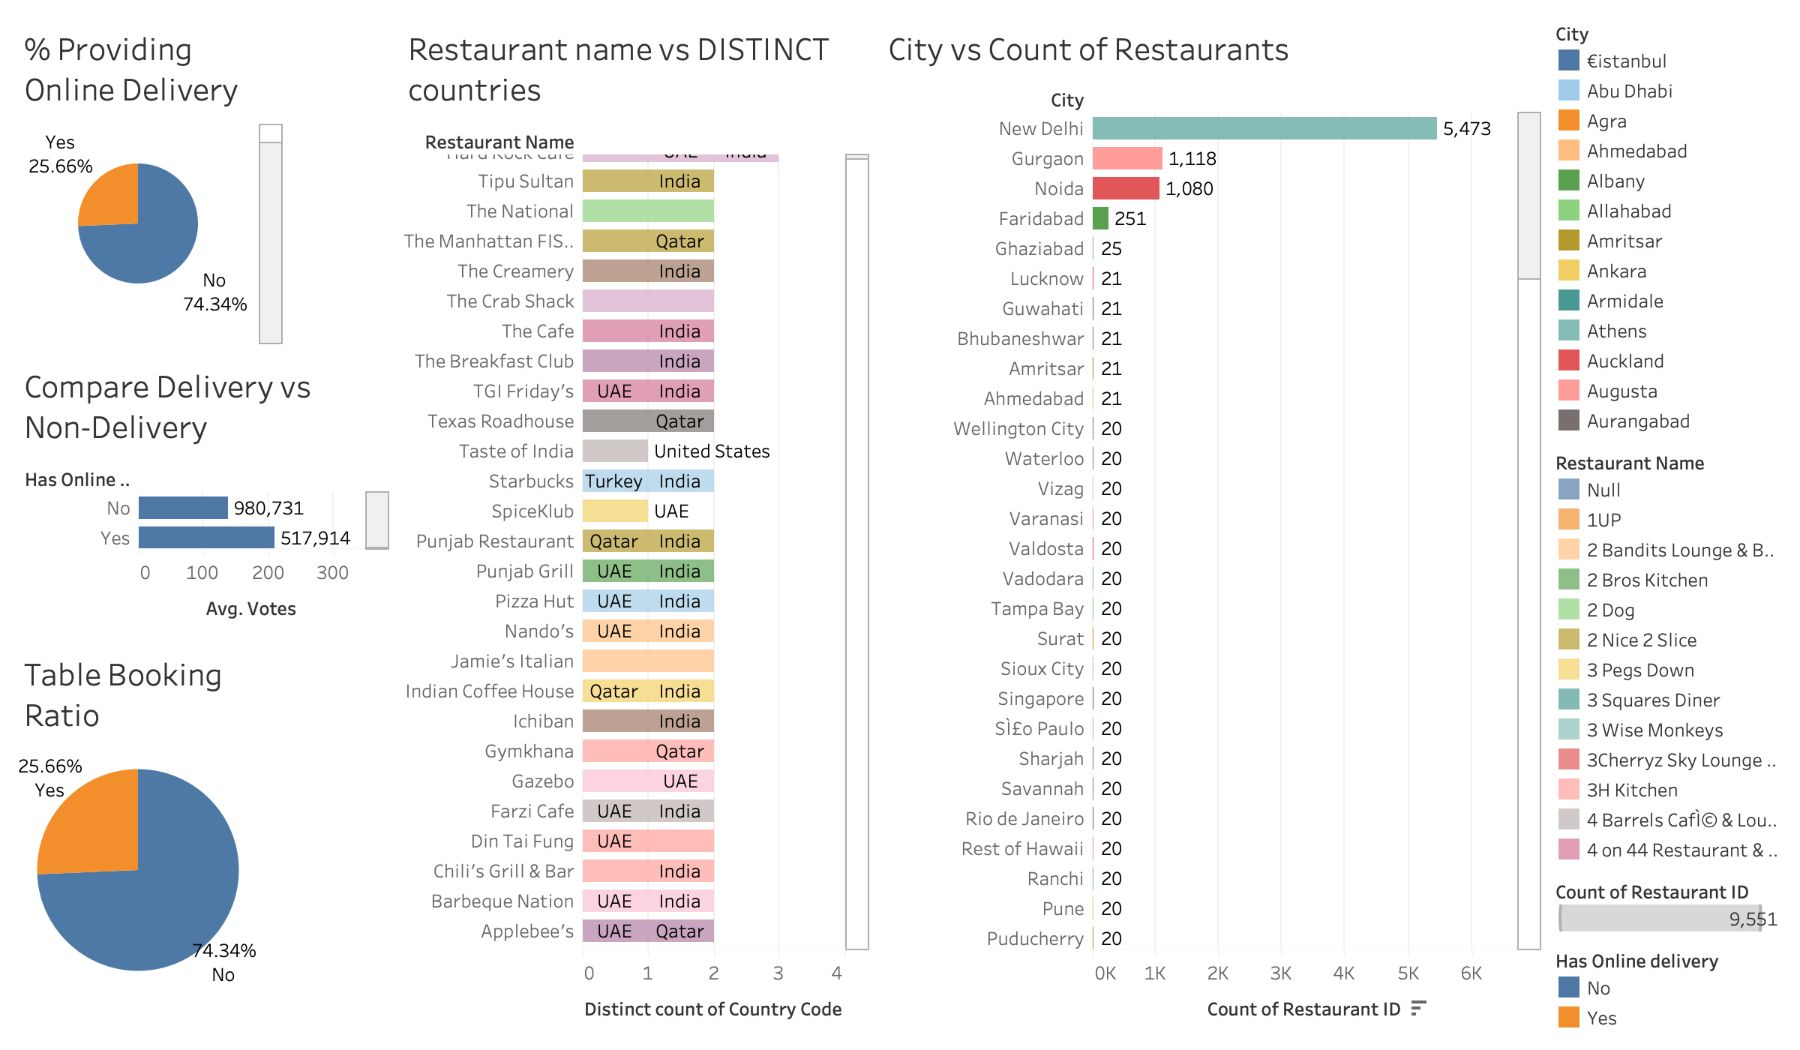 % Providing
Online Delivery
Yes
25.66%
No
74.34%
Compare Delivery vs
Non-Delivery
Has Online ..
No 980,731
Yes 517,914
0 100 200 300
Avg. Votes
Table Booking
Ratio
25.66%
Yes
74.34%
No
Restaurant name vs DISTINCT
countries
Restaurant Name
Hard Rock Cafe UAE India
Tipu Sultan India
The National
The Manhattan FIS.. Qatar
The Creamery India
The Crab Shack
The Cafe India
The Breakfast Club India
TGI Friday's UAE India
Texas Roadhouse Qatar
Taste of India United States
Starbucks Turkey India
SpiceKlub UAE
Punjab Restaurant Qatar India
Punjab Grill UAE India
Pizza Hut UAE India
Nando's UAE India
Jamie's Italian
Indian Coffee House Qatar India
Ichiban India
Gymkhana Qatar
Gazebo UAE
Farzi Cafe UAE India
Din Tai Fung UAE
Chili's Grill & Bar India
Barbeque Nation UAE India
Applebee's UAE Qatar
0 1 2 3 4
Distinct count of Country Code
City vs Count of Restaurants
City
New Delhi 5,473
Gurgaon 1,118
Noida 1,080
Faridabad 251
Ghaziabad 25
Lucknow 21
Guwahati 21
Bhubaneshwar 21
Amritsar 21
Ahmedabad 21
Wellington City 20
Waterloo 20
Vizag 20
Varanasi 20
Valdosta 20
Vadodara 20
Tampa Bay 20
Surat 20
Sioux City 20
Singapore 20
SÌ£o Paulo 20
Sharjah 20
Savannah 20
Rio de Janeiro 20
Rest of Hawaii 20
Ranchi 20
Pune 20
Puducherry 20
0K 1K 2K 3K 4K 5K 6K
Count of Restaurant ID
City
€istanbul
Abu Dhabi
Agra
Ahmedabad
Albany
Allahabad
Amritsar
Ankara
Armidale
Athens
Auckland
Augusta
Aurangabad
Restaurant Name
Null
1UP
2 Bandits Lounge & B..
2 Bros Kitchen
2 Dog
2 Nice 2 Slice
3 Pegs Down
3 Squares Diner
3 Wise Monkeys
3Cherryz Sky Lounge ..
3H Kitchen
4 Barrels CafÌ© & Lou..
4 on 44 Restaurant & ..
Count of Restaurant ID
9,551
Has Online delivery
No
Yes